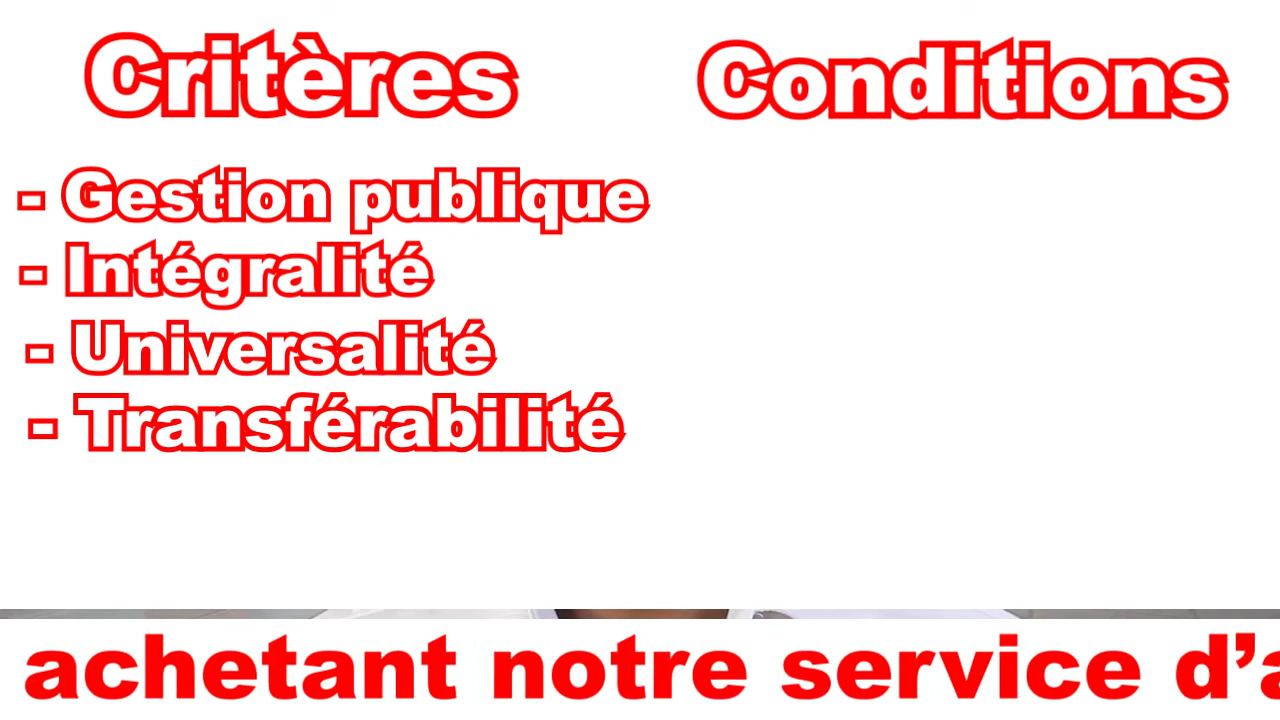 Critères
Conditions
- Gestion publique
- Intégralité
- Universalité
- Transférabilité
achetant notre service d’a